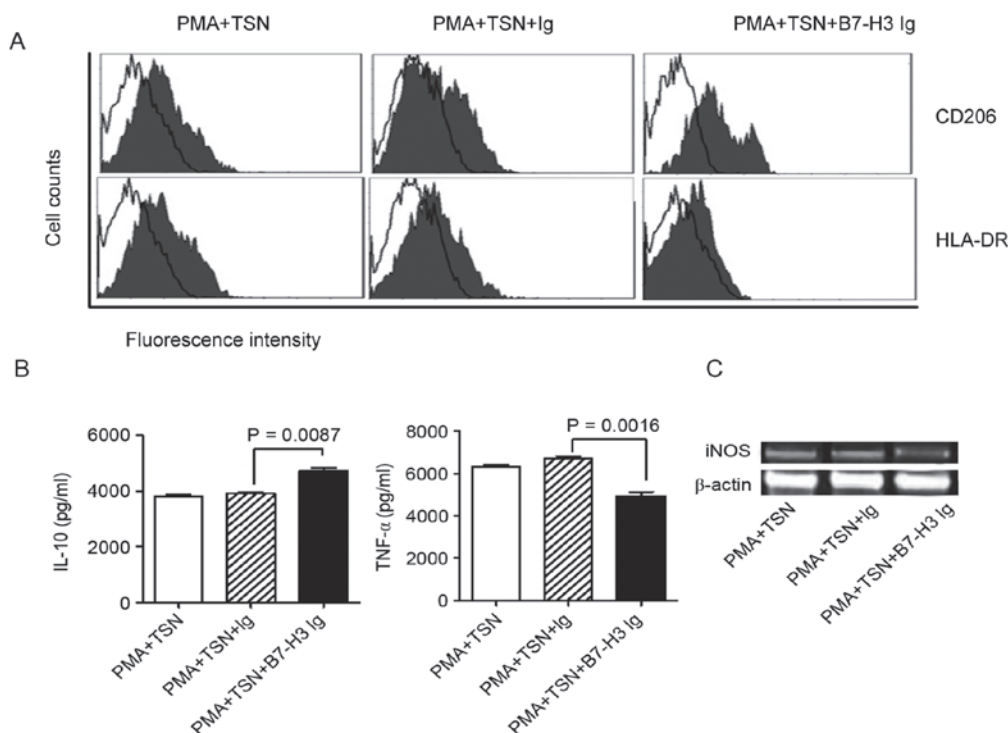 PMA+TSN PMA+TSN+Ig PMA+TSN+B7-H3 Ig
A
CD206
HLA-DR
Cell counts
Fluorescence intensity
B
C
IL-10 (pg/ml)
6000
4000
2000
0
P = 0.0087
PMA+TSN
PMA+TSN+Ig
PMA+TSN+B7-H3 Ig
TNF-α (pg/ml)
8000
6000
4000
2000
0
P = 0.0016
PMA+TSN
PMA+TSN+Ig
PMA+TSN+B7-H3 Ig
iNOS
β-actin
PMA+TSN
PMA+TSN+Ig
PMA+TSN+B7-H3 Ig